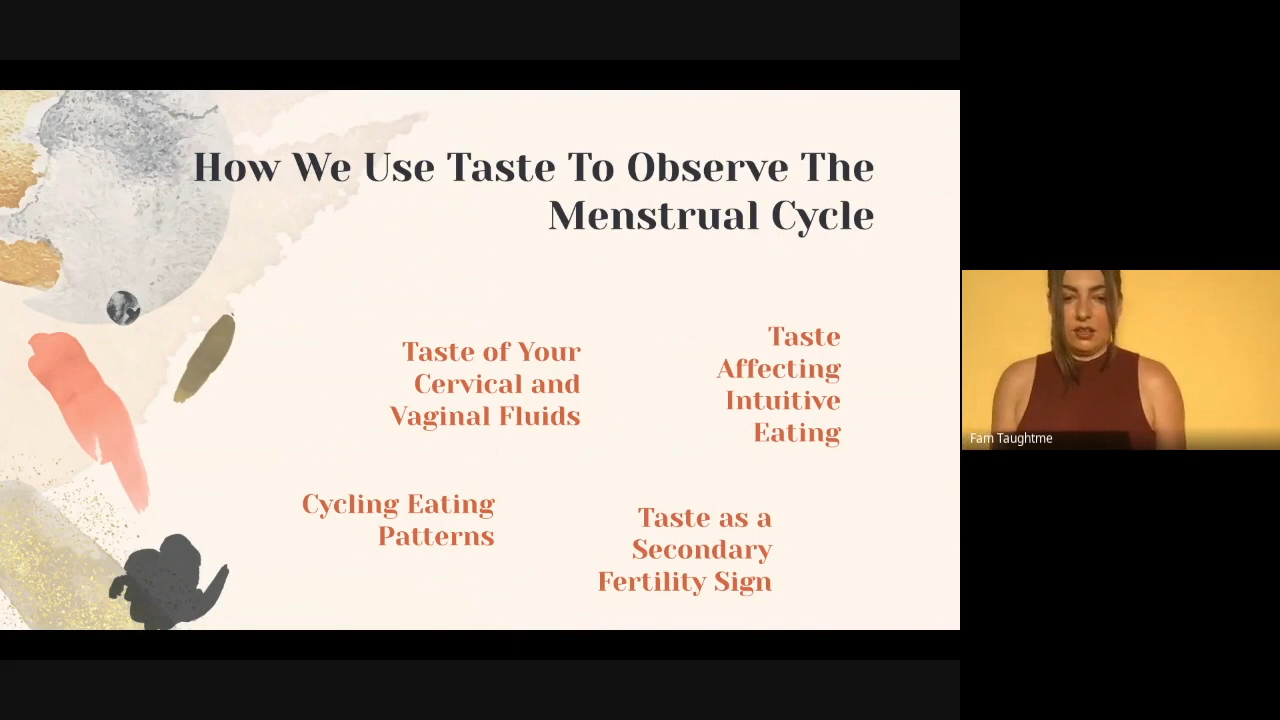 How We Use Taste To Observe The
Menstrual Cycle
Taste of Your
Cervical and
Vaginal Fluids
Taste
Affecting
Intuitive
Eating
Cycling Eating
Patterns
Taste as a
Secondary
Fertility Sign
Fam Taughtme